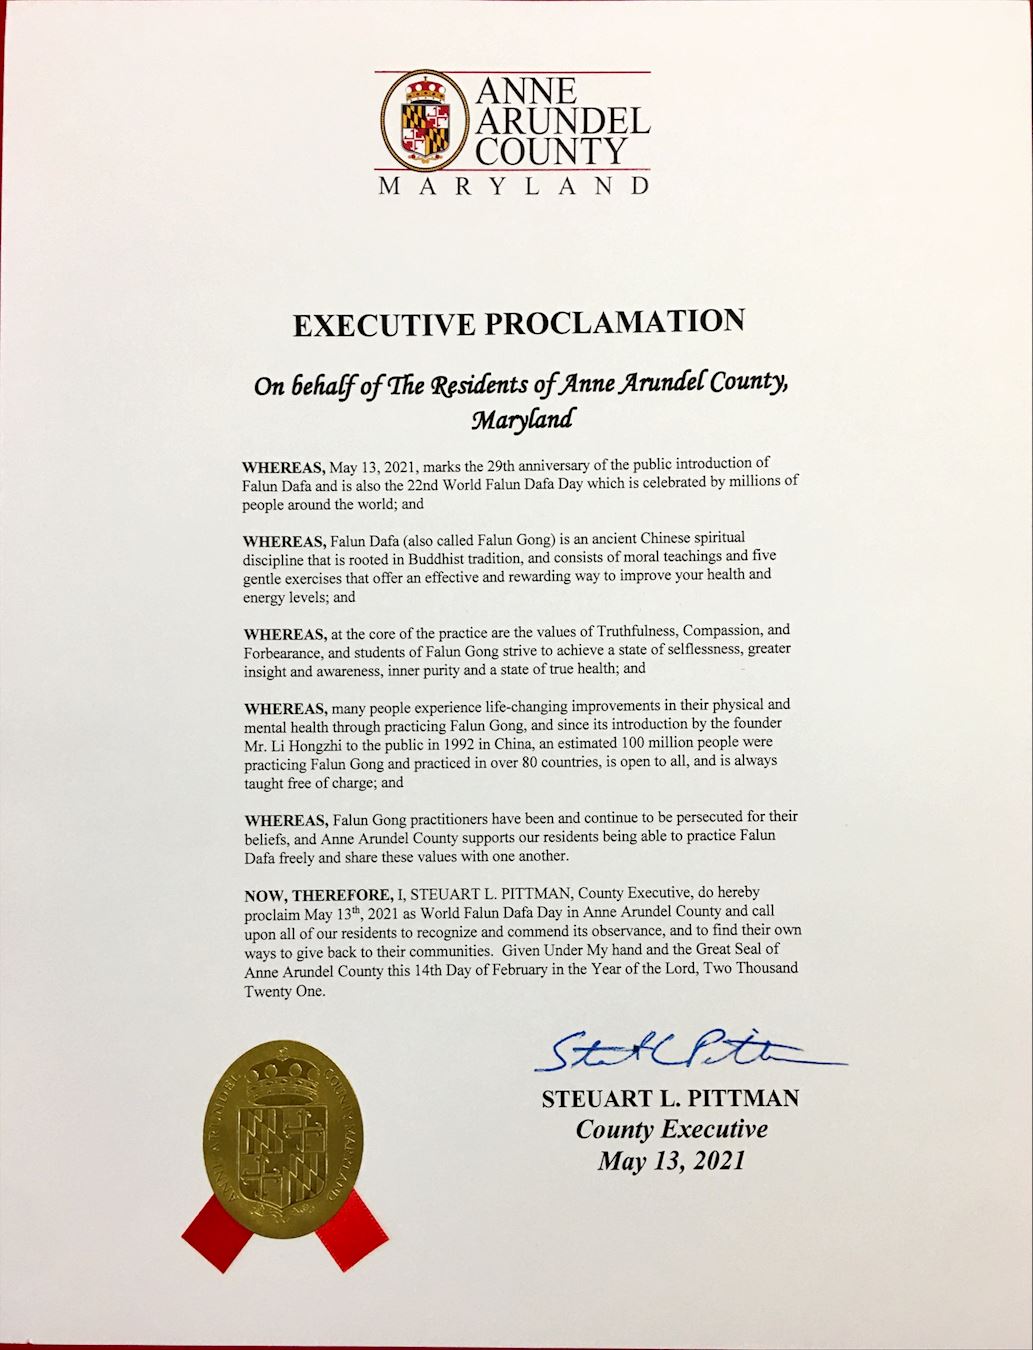 ANNE
ARUNDEL
COUNTY
MARYLAND
EXECUTIVE PROCLAMATION
On behalf of The Residents of Anne Arundel County,
Maryland
WHEREAS, May 13, 2021, marks the 29th anniversary of the public introduction of
Falun Dafa and is also the 22nd World Falun Dafa Day which is celebrated by millions of
people around the world; and
WHEREAS, Falun Dafa (also called Falun Gong) is an ancient Chinese spiritual
discipline that is rooted in Buddhist tradition, and consists of moral teachings and five
gentle exercises that offer an effective and rewarding way to improve your health and
energy levels; and
WHEREAS, at the core of the practice are the values of Truthfulness, Compassion, and
Forbearance, and students of Falun Gong strive to achieve a state of selflessness, greater
insight and awareness, inner purity and a state of true health; and
WHEREAS, many people experience life-changing improvements in their physical and
mental health through practicing Falun Gong, and since its introduction by the founder
Mr. Li Hongzhi to the public in 1992 in China, an estimated 100 million people were
practicing Falun Gong and practiced in over 80 countries, is open to all, and is always
taught free of charge; and
WHEREAS, Falun Gong practitioners have been and continue to be persecuted for their
beliefs, and Anne Arundel County supports our residents being able to practice Falun
Dafa freely and share these values with one another.
NOW, THEREFORE, I, STEUART L. PITTMAN, County Executive, do hereby
proclaim May 13th, 2021 as World Falun Dafa Day in Anne Arundel County and call
upon all of our residents to recognize and commend its observance, and to find their own
ways to give back to their communities. Given Under My hand and the Great Seal of
Anne Arundel County this 14th Day of February in the Year of the Lord, Two Thousand
Twenty One.
STEUART L. PITTMAN
County Executive
May 13, 2021
ANNE ARUNDEL COUNTY MARYLAND